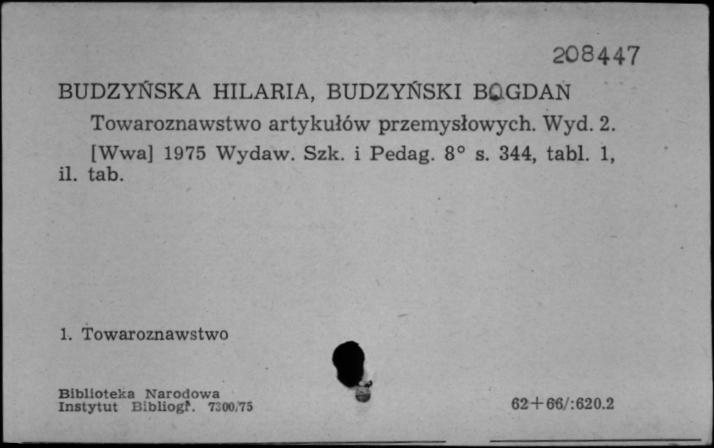 208447
BUDZYŃSKA HILARIA, BUDZYŃSKI BOGDAN
Towaroznawstwo artykułów przemysłowych. Wyd. 2.
[Wwa] 1975 Wydaw. Szk. i Pedag. 8° s. 344, tabl. 1,
il. tab.
1. Towaroznawstwo
Biblioteka Narodowa
Instytut Bibliogr. 7300/75
62+66/:620.2